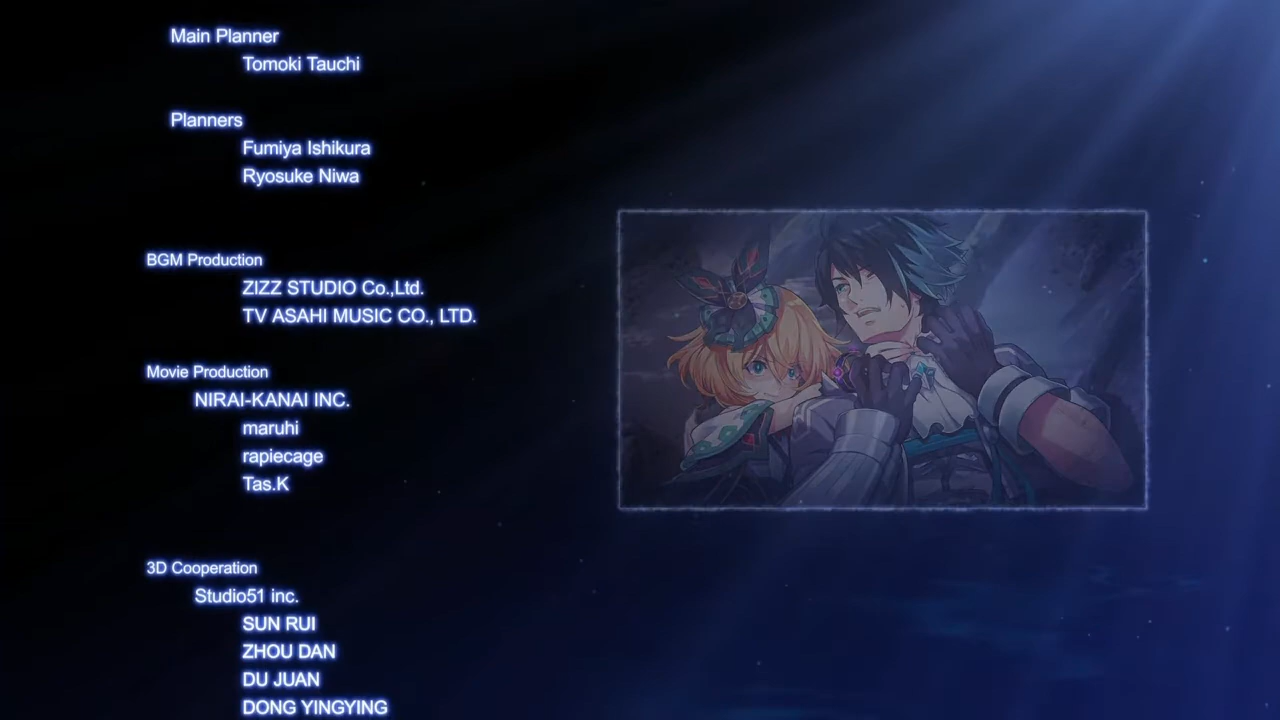 Main Planner
Tomoki Tauchi
Planners
Fumiya Ishikura
Ryosuke Niwa
BGM Production
ZIZZ STUDIO Co.,Ltd.
TV ASAHI MUSIC CO., LTD.
Movie Production
NIRAI-KANAI INC.
maruhi
rapiecage
Tas.K
3D Cooperation
Studio51 inc.
SUN RUI
ZHOU DAN
DU JUAN
DONG YINGYING